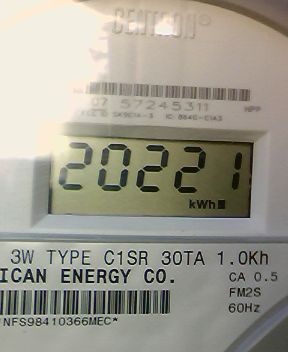 CENTRON®
07 57245311
20221
kWh
3W TYPE C1SR 30TA 1.0Kh
ICAN ENERGY CO.
CA 0.5
FM2S
60Hz
NFS98410366MEC*